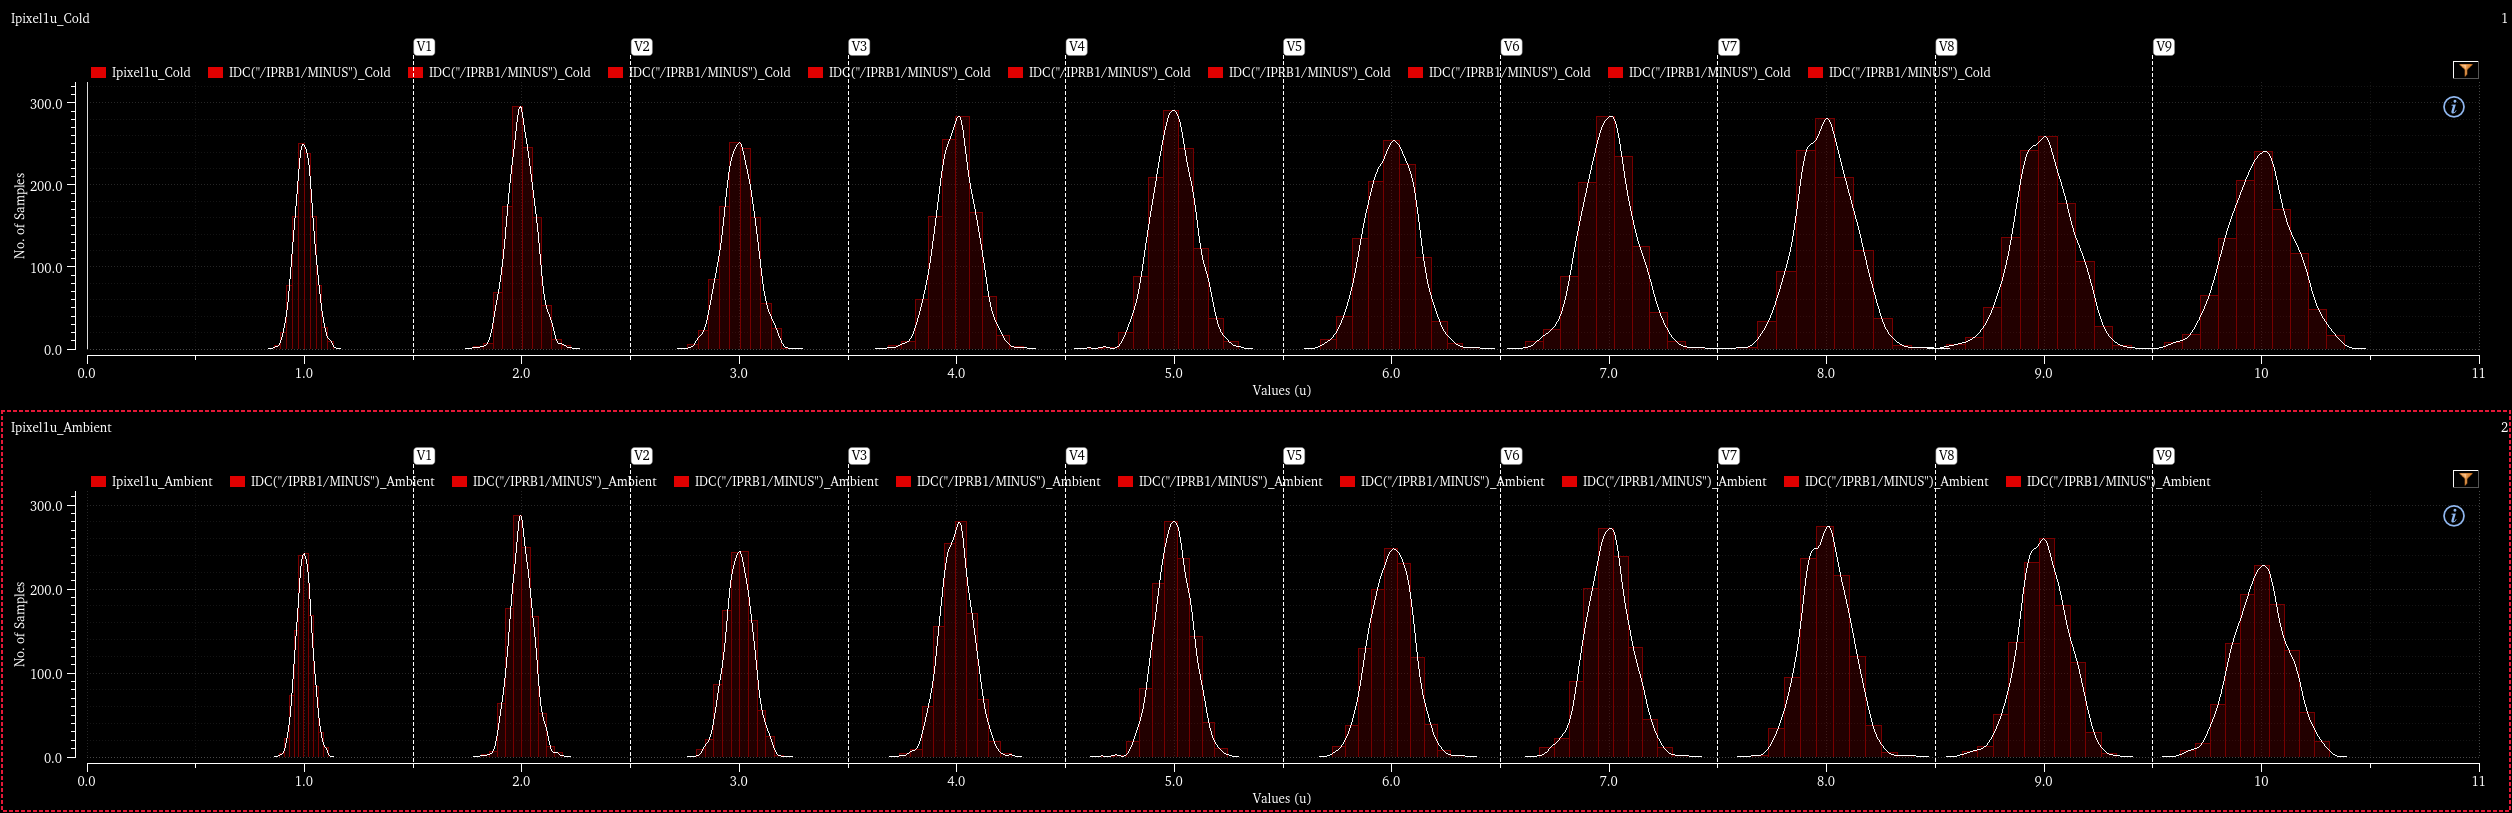 Ipixel1u_Cold
1
V1 V2 V3 V4 V5 V6 V7 V8 V9
Ipixel1u_Cold IDC("/IPRB1/MINUS")_Cold IDC("/IPRB1/MINUS")_Cold IDC("/IPRB1/MINUS")_Cold IDC("/IPRB1/MINUS")_Cold IDC("/IPRB1/MINUS")_Cold IDC("/IPRB1/MINUS")_Cold IDC("/IPRB1/MINUS")_Cold IDC("/IPRB1/MINUS")_Cold IDC("/IPRB1/MINUS")_Cold
i
No. of Samples
300.0
200.0
100.0
0.0
0.0 1.0 2.0 3.0 4.0 5.0 6.0 7.0 8.0 9.0 10 11
Values (u)
Ipixel1u_Ambient
2
V1 V2 V3 V4 V5 V6 V7 V8 V9
Ipixel1u_Ambient IDC("/IPRB1/MINUS")_Ambient IDC("/IPRB1/MINUS")_Ambient IDC("/IPRB1/MINUS")_Ambient IDC("/IPRB1/MINUS")_Ambient IDC("/IPRB1/MINUS")_Ambient IDC("/IPRB1/MINUS")_Ambient IDC("/IPRB1/MINUS")_Ambient IDC("/IPRB1/MINUS")_Ambient IDC("/IPRB1/MINUS")_Ambient
i
No. of Samples
300.0
200.0
100.0
0.0
0.0 1.0 2.0 3.0 4.0 5.0 6.0 7.0 8.0 9.0 10 11
Values (u)